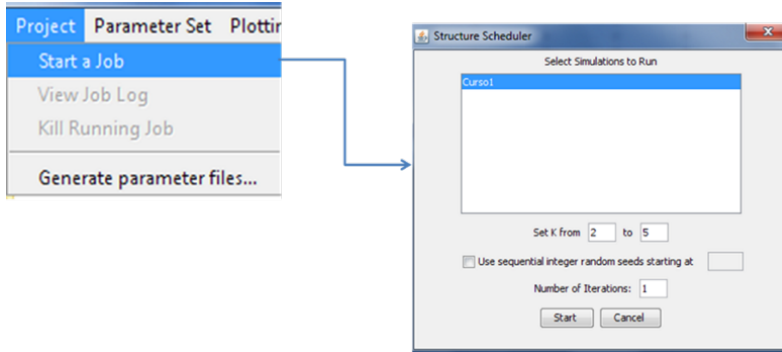 Project Parameter Set
Start a Job
View Job Log
Kill Running Job
Generate parameter files...
Structure Scheduler
Select Simulations to Run
Curso1
Set K from 2 to 5
Use sequential integer random seeds starting at
Number of Iterations: 1
Start Cancel